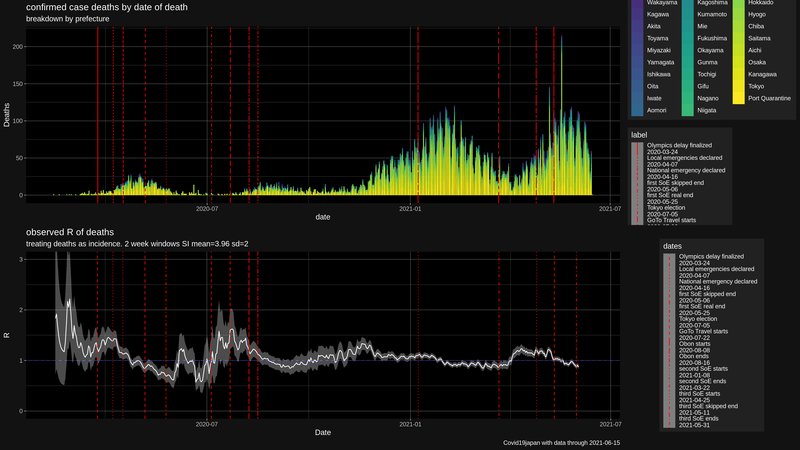 confirmed case deaths by date of death
breakdown by prefecture
200
150
100
50
0
Deaths
2020-07
2021-01
2021-07
date
Wakayama
Kagoshima
Hokkaido
Kagawa
Kumamoto
Hyogo
Akita
Mie
Chiba
Toyama
Fukushima
Saitama
Miyazaki
Okayama
Aichi
Yamagata
Gunma
Osaka
Ishikawa
Tochigi
Kanagawa
Oita
Gifu
Tokyo
Iwate
Nagano
Port Quarantine
Aomori
Niigata
label
Olympics delay finalized
2020-03-24
Local emergencies declared
2020-04-07
National emergency declared
2020-04-16
first SoE skipped end
2020-05-06
first SoE real end
2020-05-25
Tokyo election
2020-07-05
GoTo Travel starts
observed R of deaths
treating deaths as incidence. 2 week windows SI mean=3.96 sd=2
3
2
1
0
R
2020-07
2021-01
2021-07
Date
dates
Olympics delay finalized
2020-03-24
Local emergencies declared
2020-04-07
National emergency declared
2020-04-16
first SoE skipped end
2020-05-06
first SoE real end
2020-05-25
Tokyo election
2020-07-05
GoTo Travel starts
2020-07-22
Obon starts
2020-08-08
Obon ends
2020-08-16
second SoE starts
2021-01-08
second SoE ends
2021-03-22
third SoE starts
2021-04-25
third SoE skipped end
2021-05-11
third SoE ends
2021-05-31
Covid19japan with data through 2021-06-15